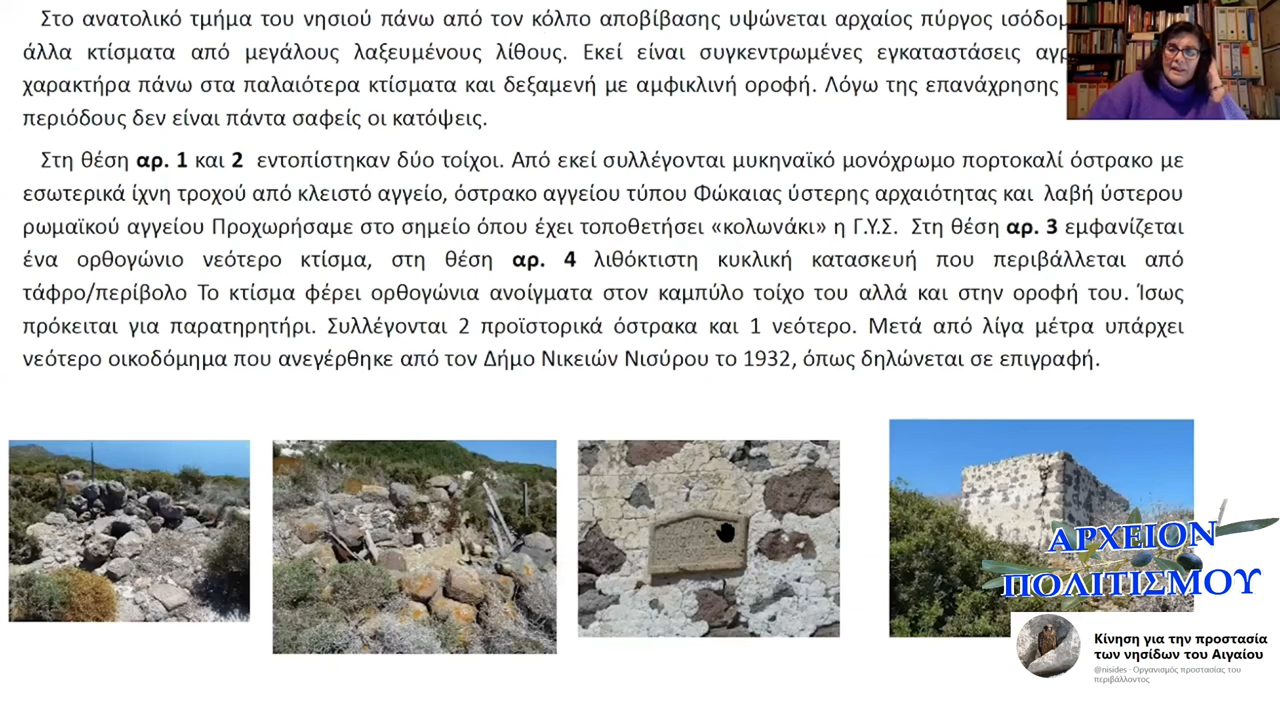 Στο ανατολικό τμήμα του νησιού πάνω από τον κόλπο αποβίβασης υψώνεται αρχαίος πύργος
άλλα κτίσματα από μεγάλους λαξευμένους λίθους. Εκεί είναι συγκεντρωμένες εγκαταστάσεις
χαρακτήρα πάνω στα παλαιότερα κτίσματα και δεξαμενή με αμφικλινή οροφή. Λόγω της επανάχρησης
περιόδους δεν είναι πάντα σαφείς οι κατόψεις.
Στη θέση αρ. 1 και 2 εντοπίστηκαν δύο τοίχοι. Από εκεί συλλέγονται μυκηναϊκό μονόχρωμο πορτοκαλί όστρακο με
εσωτερικά ίχνη τροχού από κλειστό αγγείο, όστρακο αγγείου τύπου Φώκαιας ύστερης αρχαιότητας και λαβή ύστερου
ρωμαϊκού αγγείου Προχωρήσαμε στο σημείο όπου έχει τοποθετήσει «κολωνάκι» η Γ.Υ.Σ. Στη θέση αρ. 3 εμφανίζεται
ένα ορθογώνιο νεότερο κτίσμα, στη θέση αρ. 4 λιθόκτιστη κυκλική κατασκευή που περιβάλλεται από
τάφρο/περίβολο Το κτίσμα φέρει ορθογώνια ανοίγματα στον καμπύλο τοίχο του αλλά και στην οροφή του. Ίσως
πρόκειται για παρατηρητήρι. Συλλέγονται 2 προϊστορικά όστρακα και 1 νεότερο. Μετά από λίγα μέτρα υπάρχει
νεότερο οικοδόμημα που ανεγέρθηκε από τον Δήμο Νικειών Νισύρου το 1932, όπως δηλώνεται σε επιγραφή.
ΑΡΧΕΙΟΝ
ΠΟΛΙΤΙΣΜΟΥ
Κίνηση για την προστασία
των νησίδων του Αιγαίου
@nisides · Οργανισμός προστασίας του
περιβάλλοντος